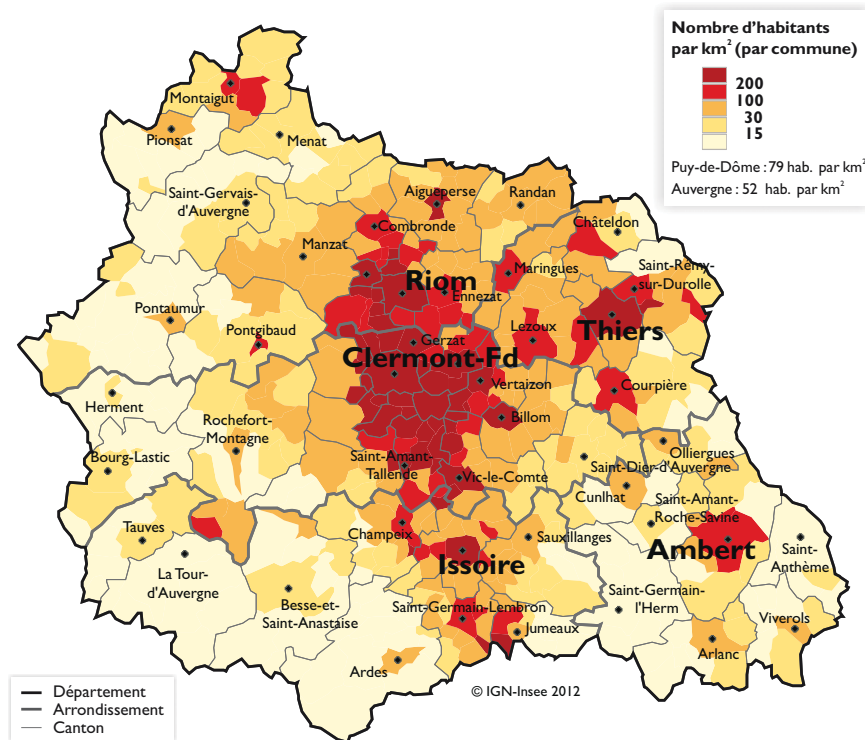 Nombre d'habitants
par km² (par commune)
200
100
30
15
Puy-de-Dôme : 79 hab. par km²
Auvergne : 52 hab. par km²
Montaigut
Pionsat
Menat
Saint-Gervais-
d'Auvergne
Aigueperse
Randan
Combronde
Châteldon
Manzat
Riom
Maringues
Saint-Rémy-
sur-Durolle
Ennezat
Pontaumur
Pontgibaud
Gerzat
Lezoux
Thiers
Clermont-Fd
Vertaizon
Courpière
Herment
Billom
Rochefort-
Montagne
Olliergues
Bourg-Lastic
Saint-Amant-
Tallende
Saint-Dier-d'Auvergne
Vic-le-Comte
Cunlhat
Saint-Amant-
Roche-Savine
Tauves
Champeix
Sauxillanges
Ambert
Saint-
Anthème
Issoire
La Tour-
d'Auvergne
Besse-et-
Saint-Anastaise
Saint-Germain-
l'Herm
Saint-Germain-Lembron
Jumeaux
Viverols
Arlanc
Ardes
© IGN-Insee 2012
Département
Arrondissement
Canton